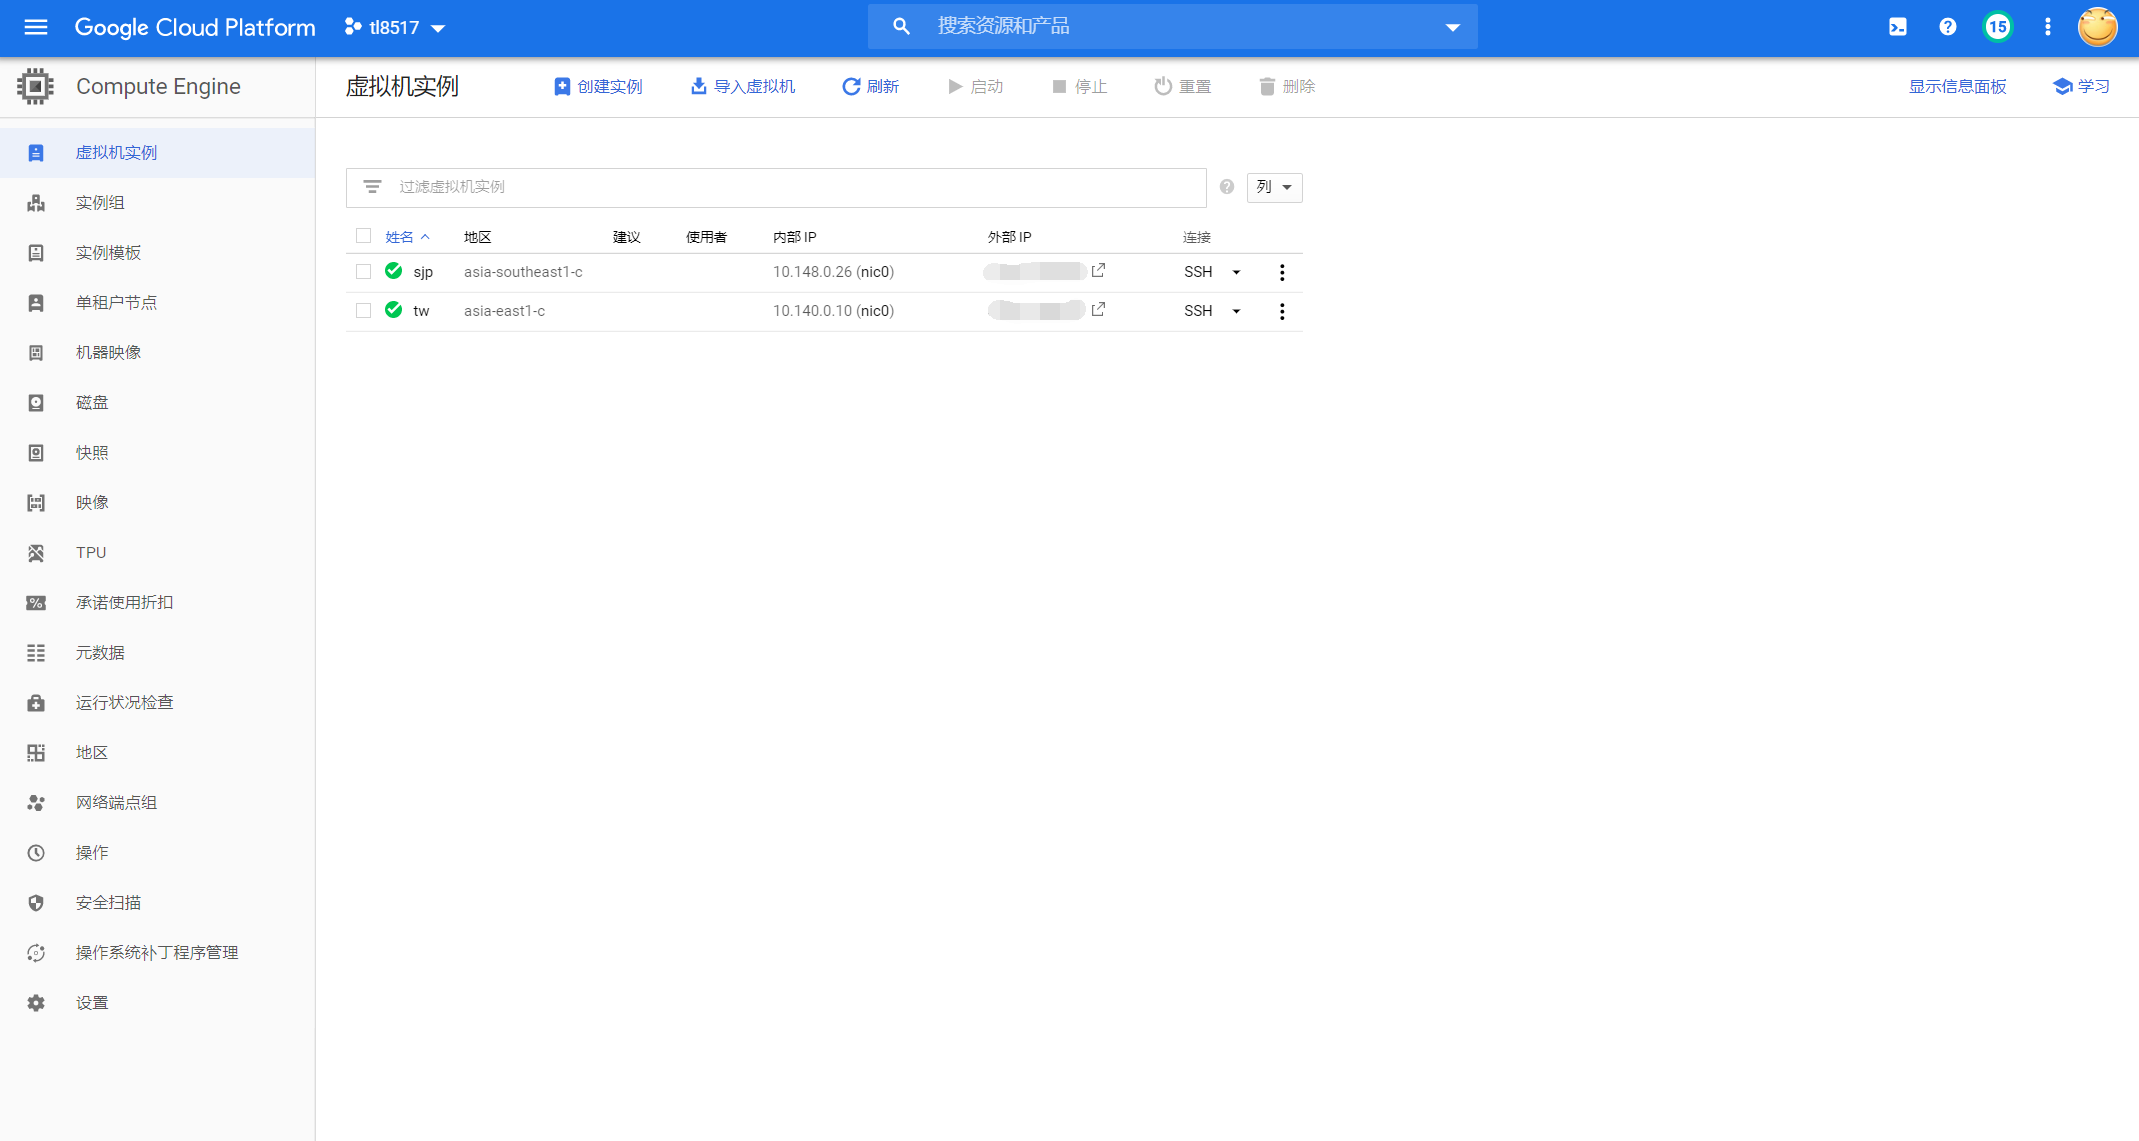 Google Cloud Platform
tl8517
搜索资源和产品
15
Compute Engine
虚拟机实例
创建实例
导入虚拟机
刷新
启动
停止
重置
删除
显示信息面板
学习
虚拟机实例
实例组
实例模板
单租户节点
机器映像
磁盘
快照
映像
TPU
承诺使用折扣
元数据
运行状况检查
地区
网络端点组
操作
安全扫描
操作系统补丁程序管理
设置
过滤虚拟机实例
列
姓名 地区 建议 使用者 内部 IP 外部 IP 连接
sjp asia-southeast1-c 10.148.0.26 (nic0) SSH
tw asia-east1-c 10.140.0.10 (nic0) SSH